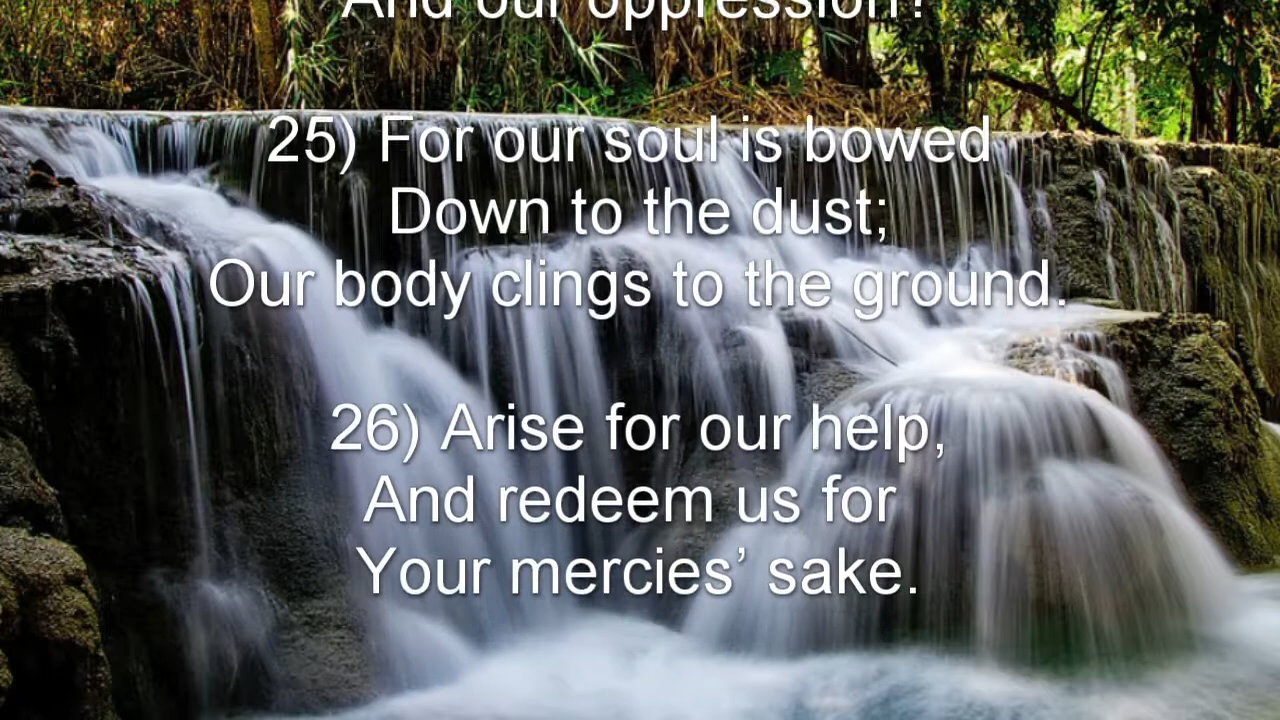 And our oppression?
25) For our soul is bowed
Down to the dust;
Our body clings to the ground.
26) Arise for our help,
And redeem us for
Your mercies’ sake.